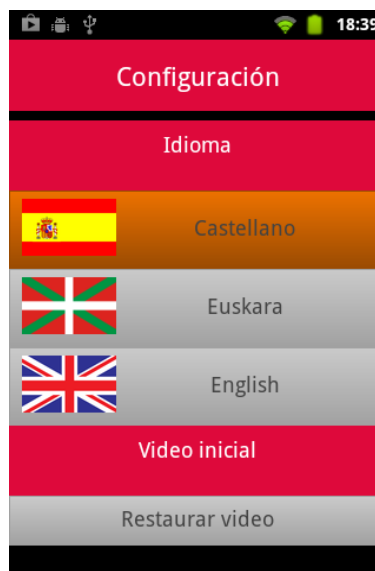 18:39
Configuración
Idioma
Castellano
Euskara
English
Video inicial
Restaurar video